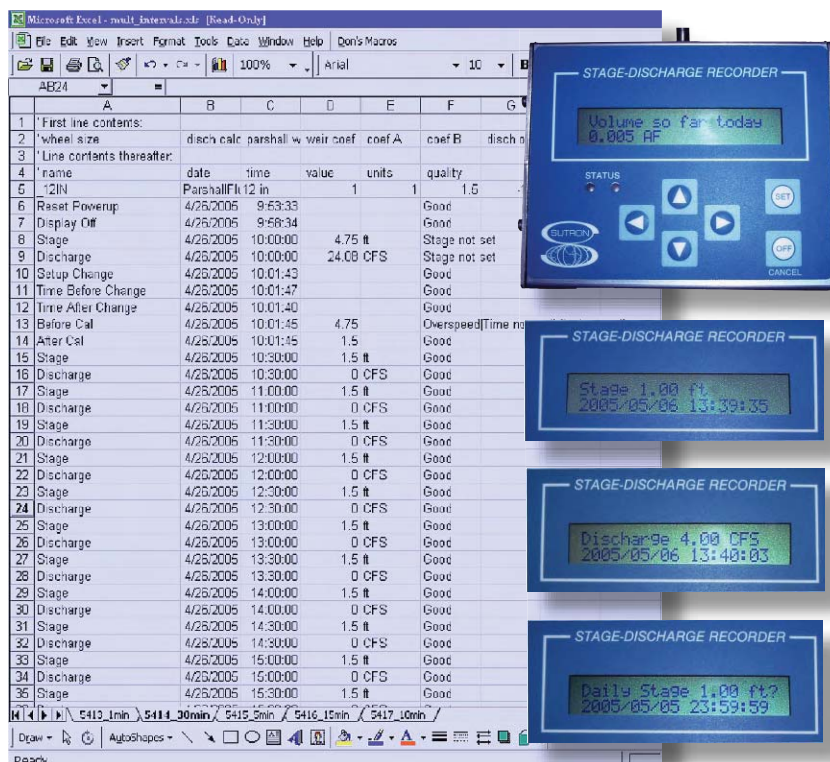 Microsoft Excel - mult_intervals.xls [Read-Only]
File Edit View Insert Format Tools Data Window Help Don's Macros
100% Arial 10 B
AB24 =
A B C D E F G
1 'First line contents:
2 'wheel size disch calc parshall w weir coef coef A coef B disch o
3 'Line contents thereafter:
4 'name date time value units quality
5 _12IN ParshallFlu 12 in 1 1 1.5
6 Reset Powerup 4/26/2005 9:53:33 Good
7 Display Off 4/26/2005 9:58:34 Good
8 Stage 4/26/2005 10:00:00 4.75 ft Stage not set
9 Discharge 4/26/2005 10:00:00 24.08 CFS Stage not set
10 Setup Change 4/26/2005 10:01:43 Good
11 Time Before Change 4/26/2005 10:01:47 Good
12 Time After Change 4/26/2005 10:01:40 Good
13 Before Cal 4/26/2005 10:01:45 4.75 Overspeed|Time no
14 After Cal 4/26/2005 10:01:45 1.5 Good
15 Stage 4/26/2005 10:30:00 1.5 ft Good
16 Discharge 4/26/2005 10:30:00 0 CFS Good
17 Stage 4/26/2005 11:00:00 1.5 ft Good
18 Discharge 4/26/2005 11:00:00 0 CFS Good
19 Stage 4/26/2005 11:30:00 1.5 ft Good
20 Discharge 4/26/2005 11:30:00 0 CFS Good
21 Stage 4/26/2005 12:00:00 1.5 ft Good
22 Discharge 4/26/2005 12:00:00 0 CFS Good
23 Stage 4/26/2005 12:30:00 1.5 ft Good
24 Discharge 4/26/2005 12:30:00 0 CFS Good
25 Stage 4/26/2005 13:00:00 1.5 ft Good
26 Discharge 4/26/2005 13:00:00 0 CFS Good
27 Stage 4/26/2005 13:30:00 1.5 ft Good
28 Discharge 4/26/2005 13:30:00 0 CFS Good
29 Stage 4/26/2005 14:00:00 1.5 ft Good
30 Discharge 4/26/2005 14:00:00 0 CFS Good
31 Stage 4/26/2005 14:30:00 1.5 ft Good
32 Discharge 4/26/2005 14:30:00 0 CFS Good
33 Stage 4/26/2005 15:00:00 1.5 ft Good
34 Discharge 4/26/2005 15:00:00 0 CFS Good
35 Stage 4/26/2005 15:30:00 1.5 ft Good
5413_1min 5414_30min 5415_5min 5416_15min 5417_10min
Draw AutoShapes
Ready
STAGE-DISCHARGE RECORDER
Volume so far today
0.005 AF
STATUS
SET
SUTRON
OFF
CANCEL
STAGE-DISCHARGE RECORDER
Stage 1.00 ft
2005/05/06 13:39:35
STAGE-DISCHARGE RECORDER
Discharge 4.00 CFS
2005/05/06 13:40:03
STAGE-DISCHARGE RECORDER
Daily Stage 1.00 ft?
2005/05/05 23:59:59